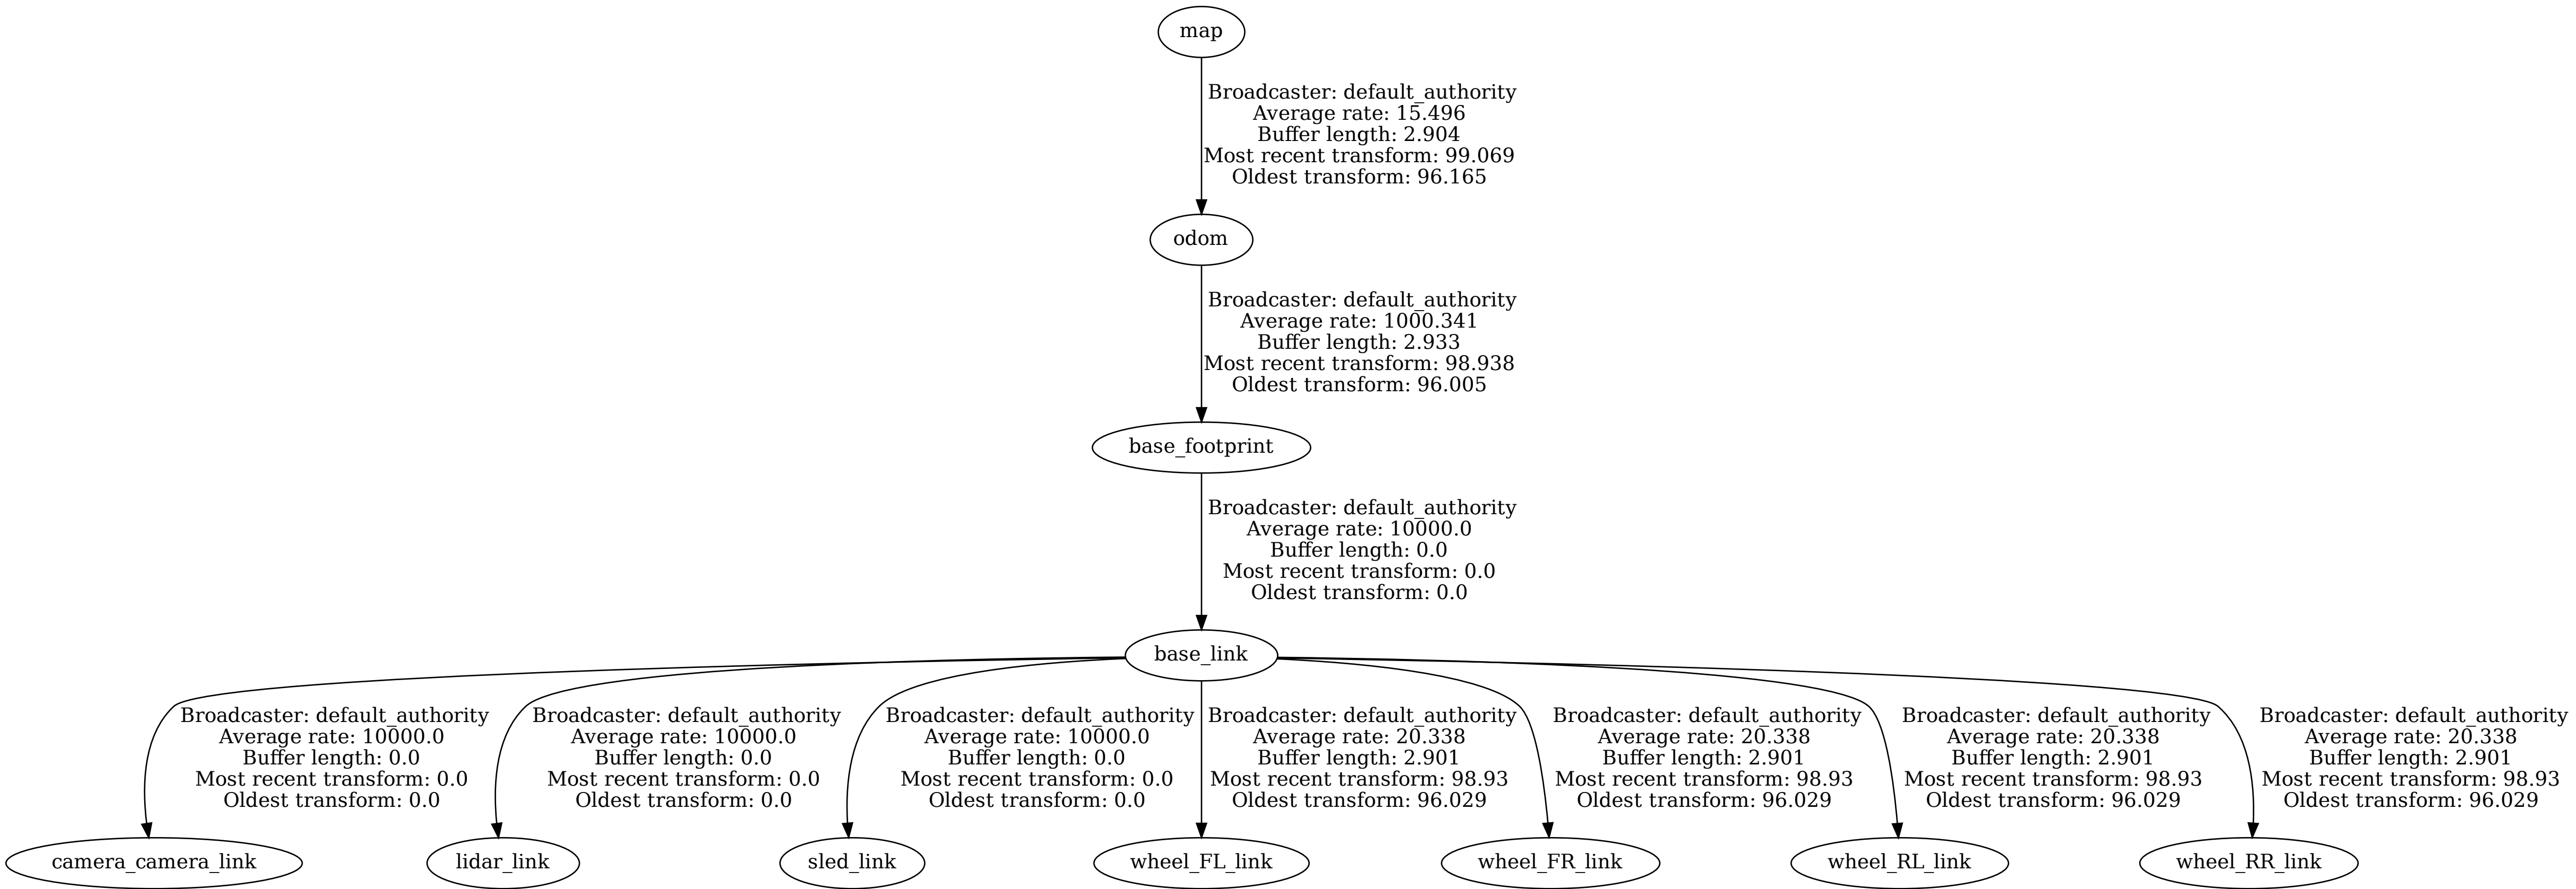 map
Broadcaster: default_authority
Average rate: 15.496
Buffer length: 2.904
Most recent transform: 99.069
Oldest transform: 96.165
odom
Broadcaster: default_authority
Average rate: 1000.341
Buffer length: 2.933
Most recent transform: 98.938
Oldest transform: 96.005
base_footprint
Broadcaster: default_authority
Average rate: 10000.0
Buffer length: 0.0
Most recent transform: 0.0
Oldest transform: 0.0
base_link
Broadcaster: default_authority
Average rate: 10000.0
Buffer length: 0.0
Most recent transform: 0.0
Oldest transform: 0.0
Broadcaster: default_authority
Average rate: 10000.0
Buffer length: 0.0
Most recent transform: 0.0
Oldest transform: 0.0
Broadcaster: default_authority
Average rate: 10000.0
Buffer length: 0.0
Most recent transform: 0.0
Oldest transform: 0.0
Broadcaster: default_authority
Average rate: 20.338
Buffer length: 2.901
Most recent transform: 98.93
Oldest transform: 96.029
Broadcaster: default_authority
Average rate: 20.338
Buffer length: 2.901
Most recent transform: 98.93
Oldest transform: 96.029
Broadcaster: default_authority
Average rate: 20.338
Buffer length: 2.901
Most recent transform: 98.93
Oldest transform: 96.029
Broadcaster: default_authority
Average rate: 20.338
Buffer length: 2.901
Most recent transform: 98.93
Oldest transform: 96.029
camera_camera_link
lidar_link
sled_link
wheel_FL_link
wheel_FR_link
wheel_RL_link
wheel_RR_link